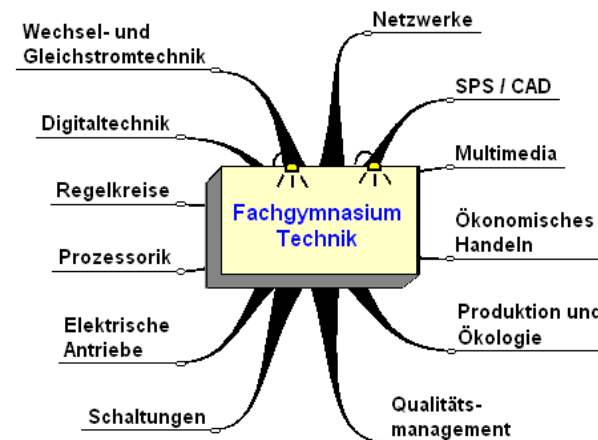 Netzwerke
Wechsel- und
Gleichstromtechnik
SPS / CAD
Digitaltechnik
Multimedia
Regelkreise
Fachgymnasium
Technik
Ökonomisches
Handeln
Prozessorik
Elektrische
Antriebe
Produktion und
Ökologie
Schaltungen
Qualitäts-
management